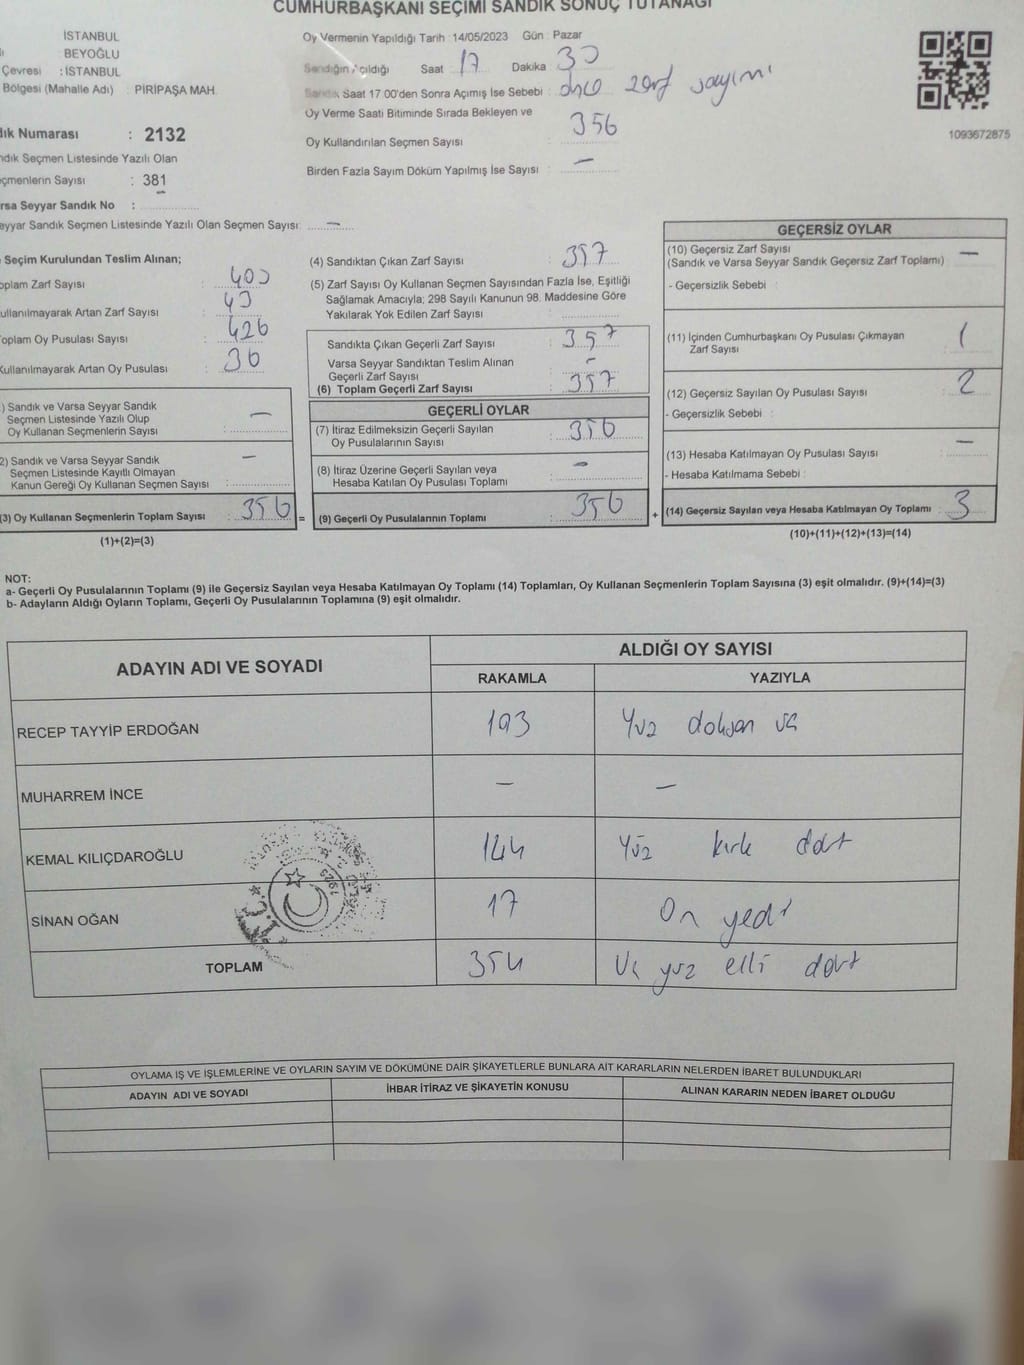 CUMHURBAŞKANI SEÇİMİ SANDIK SONUÇ TUTANAĞI
İSTANBUL
BEYOĞLU
Çevresi : İSTANBUL
Bölgesi (Mahalle Adı) : PİRİPAŞA MAH.
Numarası : 2132
Seçmen Listesinde Yazılı Olan
Sayısı : 381
Sandık No :
Seçmen Listesinde Yazılı Olan Seçmen Sayısı: —
Oy Vermenin Yapıldığı Tarih : 14/05/2023 Gün : Pazar
Sandığın Açıldığı Saat 17 Dakika 30
Sandık Saat 17.00'den Sonra Açımış İse Sebebi : önce zarf sayımı
Oy Verme Saati Bitiminde Sırada Bekleyen ve
Oy Kullandırılan Seçmen Sayısı : 356
Birden Fazla Sayım Döküm Yapılmış İse Sayısı : —
1093672875
Seçim Kurulundan Teslim Alınan;
Zarf Sayısı : 400
Artan Zarf Sayısı : 43
Oy Pusulası Sayısı : 426
Artan Oy Pusulası : 36
) Sandık ve Varsa Seyyar Sandık
Seçmen Listesinde Yazılı Olup
Oy Kullanan Seçmenlerin Sayısı : —
2) Sandık ve Varsa Seyyar Sandık
Seçmen Listesinde Kayıtlı Olmayan
Kanun Gereği Oy Kullanan Seçmen Sayısı : —
(3) Oy Kullanan Seçmenlerin Toplam Sayısı : 356 =
(1)+(2)=(3)
(4) Sandıktan Çıkan Zarf Sayısı : 357
(5) Zarf Sayısı Oy Kullanan Seçmen Sayısından Fazla İse, Eşitliği
Sağlamak Amacıyla; 298 Sayılı Kanunun 98. Maddesine Göre
Yakılarak Yok Edilen Zarf Sayısı :
Sandıkta Çıkan Geçerli Zarf Sayısı : 357
Varsa Seyyar Sandıktan Teslim Alınan
Geçerli Zarf Sayısı : -
(6) Toplam Geçerli Zarf Sayısı : 357
GEÇERLİ OYLAR
(7) İtiraz Edilmeksizin Geçerli Sayılan
Oy Pusulalarının Sayısı : 356
(8) İtiraz Üzerine Geçerli Sayılan veya
Hesaba Katılan Oy Pusulası Toplamı : —
(9) Geçerli Oy Pusulalarının Toplamı : 356 +
GEÇERSİZ OYLAR
(10) Geçersiz Zarf Sayısı : —
(Sandık ve Varsa Seyyar Sandık Geçersiz Zarf Toplamı)
- Geçersizlik Sebebi :
(11) İçinden Cumhurbaşkanı Oy Pusulası Çıkmayan
Zarf Sayısı : 1
(12) Geçersiz Sayılan Oy Pusulası Sayısı : 2
- Geçersizlik Sebebi :
(13) Hesaba Katılmayan Oy Pusulası Sayısı : —
- Hesaba Katılmama Sebebi :
(14) Geçersiz Sayılan veya Hesaba Katılmayan Oy Toplamı : 3
(10)+(11)+(12)+(13)=(14)
NOT:
a- Geçerli Oy Pusulalarının Toplamı (9) ile Geçersiz Sayılan veya Hesaba Katılmayan Oy Toplamı (14) Toplamları, Oy Kullanan Seçmenlerin Toplam Sayısına (3) eşit olmalıdır. (9)+(14)=(3)
b- Adayların Aldığı Oyların Toplamı, Geçerli Oy Pusulalarının Toplamına (9) eşit olmalıdır.
ADAYIN ADI VE SOYADI ALDIĞI OY SAYISI
RAKAMLA YAZIYLA
RECEP TAYYİP ERDOĞAN 193 Yüz doksan üç
MUHARREM İNCE — —
KEMAL KILIÇDAROĞLU 144 Yüz kırk dört
SİNAN OĞAN 17 On yedi
TOPLAM 354 Üç yüz elli dört
OYLAMA İŞ VE İŞLEMLERİNE VE OYLARIN SAYIM VE DÖKÜMÜNE DAİR ŞİKAYETLERLE BUNLARA AİT KARARLARIN NELERDEN İBARET BULUNDUKLARI
ADAYIN ADI VE SOYADI İHBAR İTİRAZ VE ŞİKAYETİN KONUSU ALINAN KARARIN NEDEN İBARET OLDUĞU